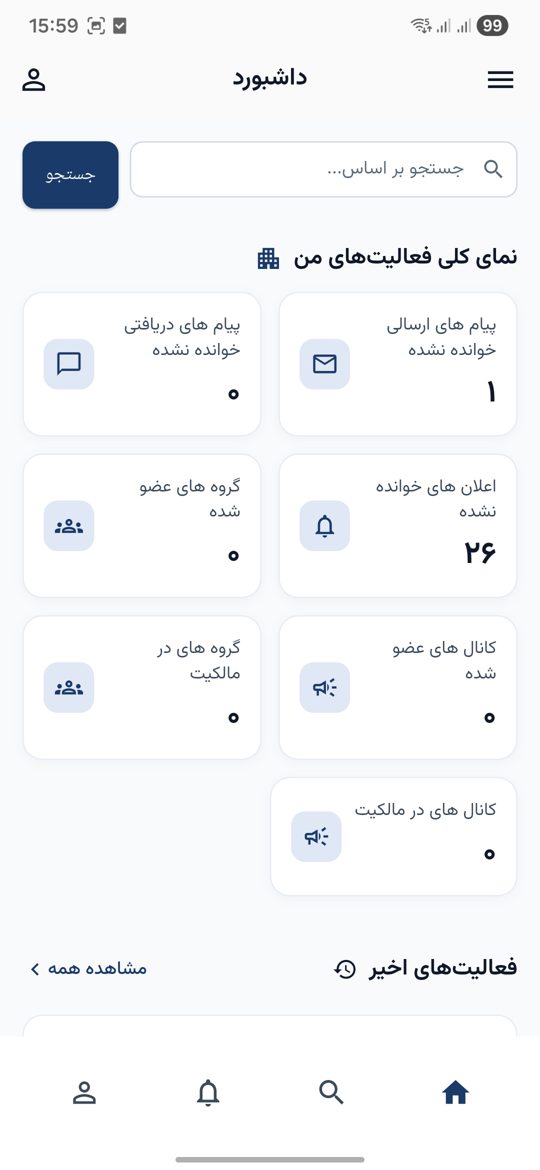 15:59
99
داشبورد
جستجو بر اساس...
جستجو
نمای کلی فعالیت‌های من
پیام های ارسالی
خوانده نشده
۱
پیام های دریافتی
خوانده نشده
۰
اعلان های خوانده
نشده
۲۶
گروه های عضو
شده
۰
کانال های عضو
شده
۰
گروه های در
مالکیت
۰
کانال های در مالکیت
۰
فعالیت‌های اخیر
مشاهده همه